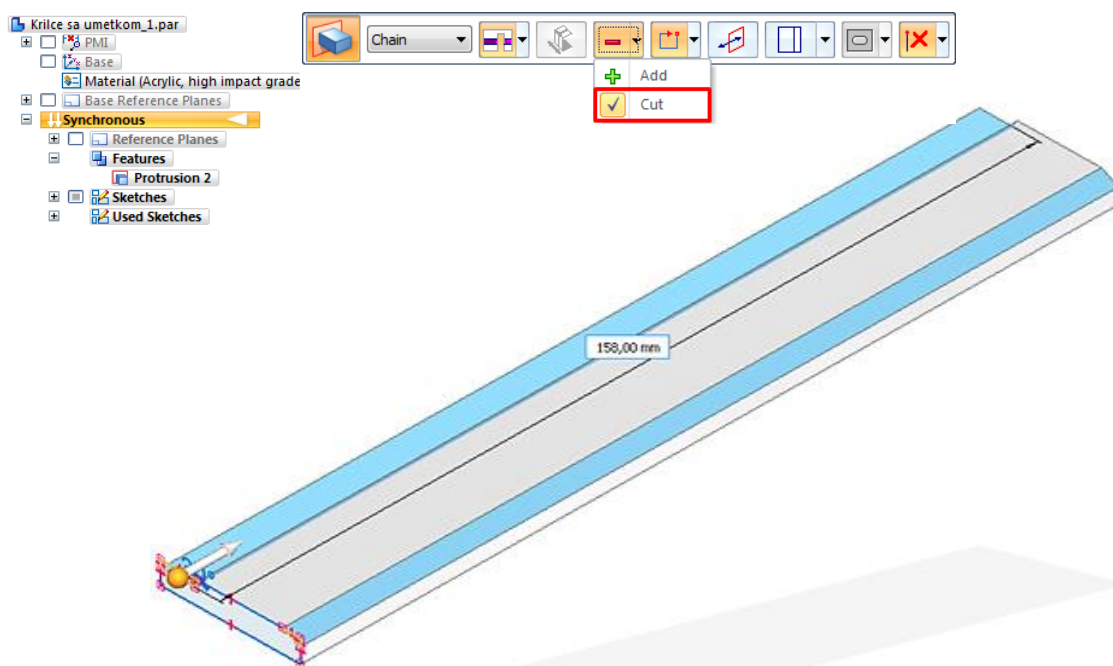 Krilce sa umetkom_1.par
PMI
Base
Material (Acrylic, high impact grade
Base Reference Planes
Synchronous
Reference Planes
Features
Protrusion 2
Sketches
Used Sketches
Chain
Add
Cut
158,00 mm